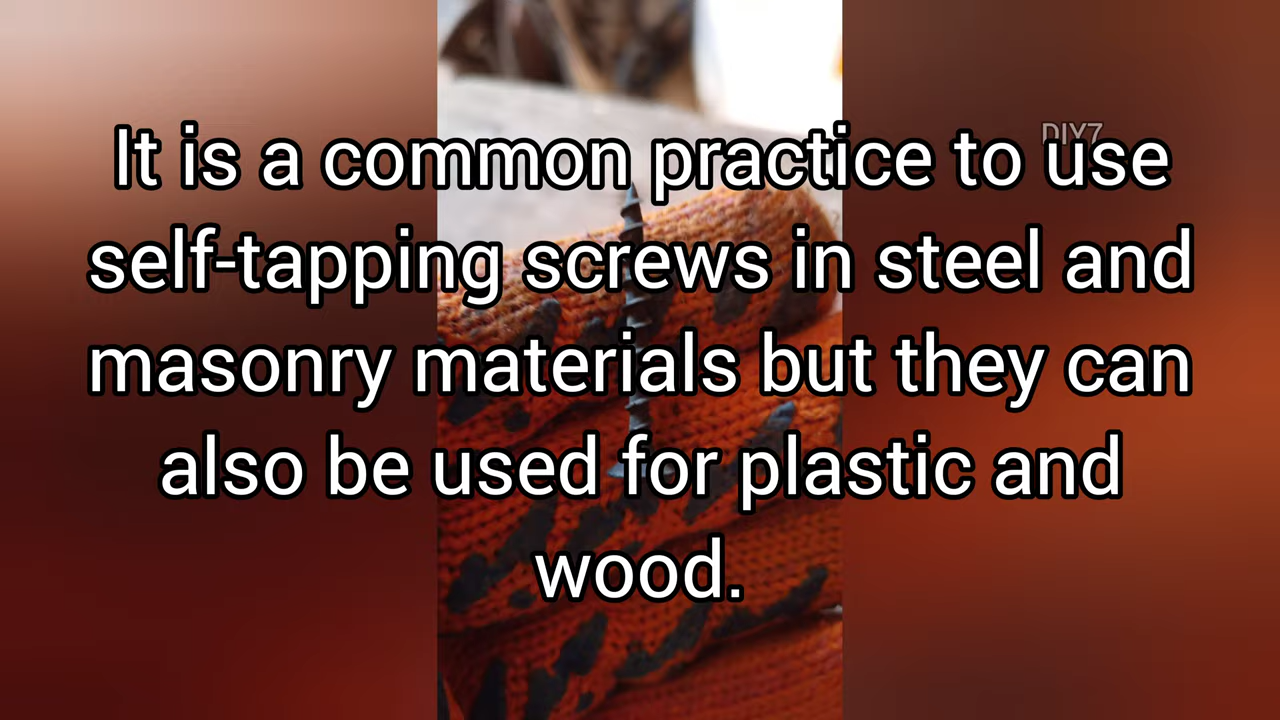 DIY7
It is a common practice to use
self-tapping screws in steel and
masonry materials but they can
also be used for plastic and
wood.